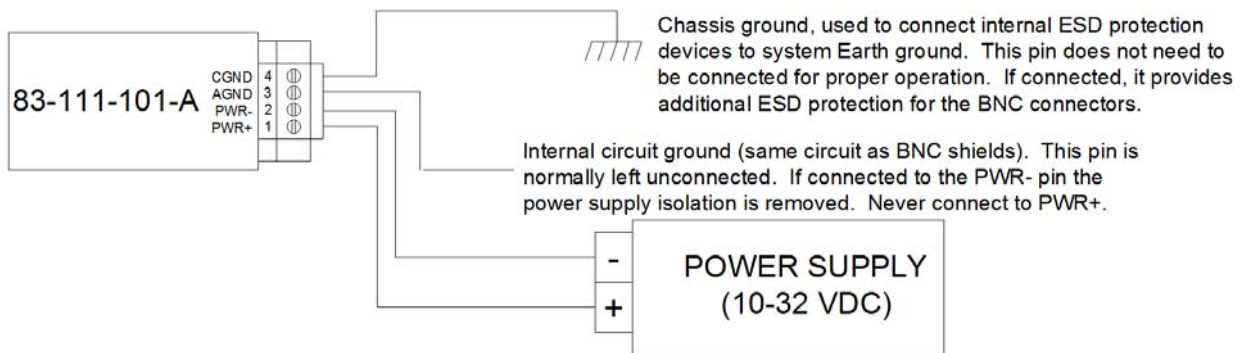 83-111-101-A
CGND 4
AGND 3
PWR- 2
PWR+ 1
Chassis ground, used to connect internal ESD protection
devices to system Earth ground. This pin does not need to
be connected for proper operation. If connected, it provides
additional ESD protection for the BNC connectors.
Internal circuit ground (same circuit as BNC shields). This pin is
normally left unconnected. If connected to the PWR- pin the
power supply isolation is removed. Never connect to PWR+.
-
+
POWER SUPPLY
(10-32 VDC)